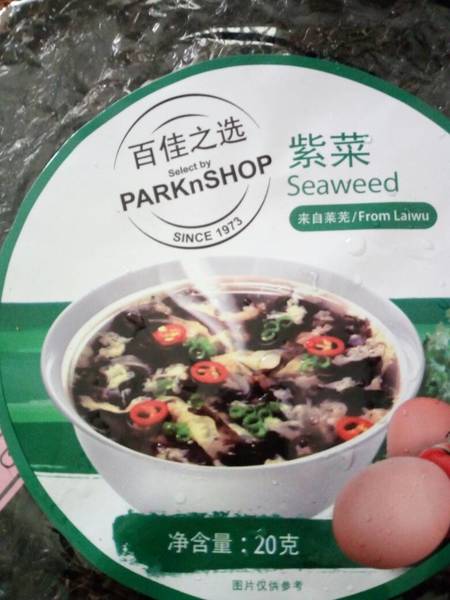 百佳之选
Select by
PARKnSHOP
SINCE 1973
紫菜
Seaweed
来自莱芜/From Laiwu
净含量：20克
图片仅供参考